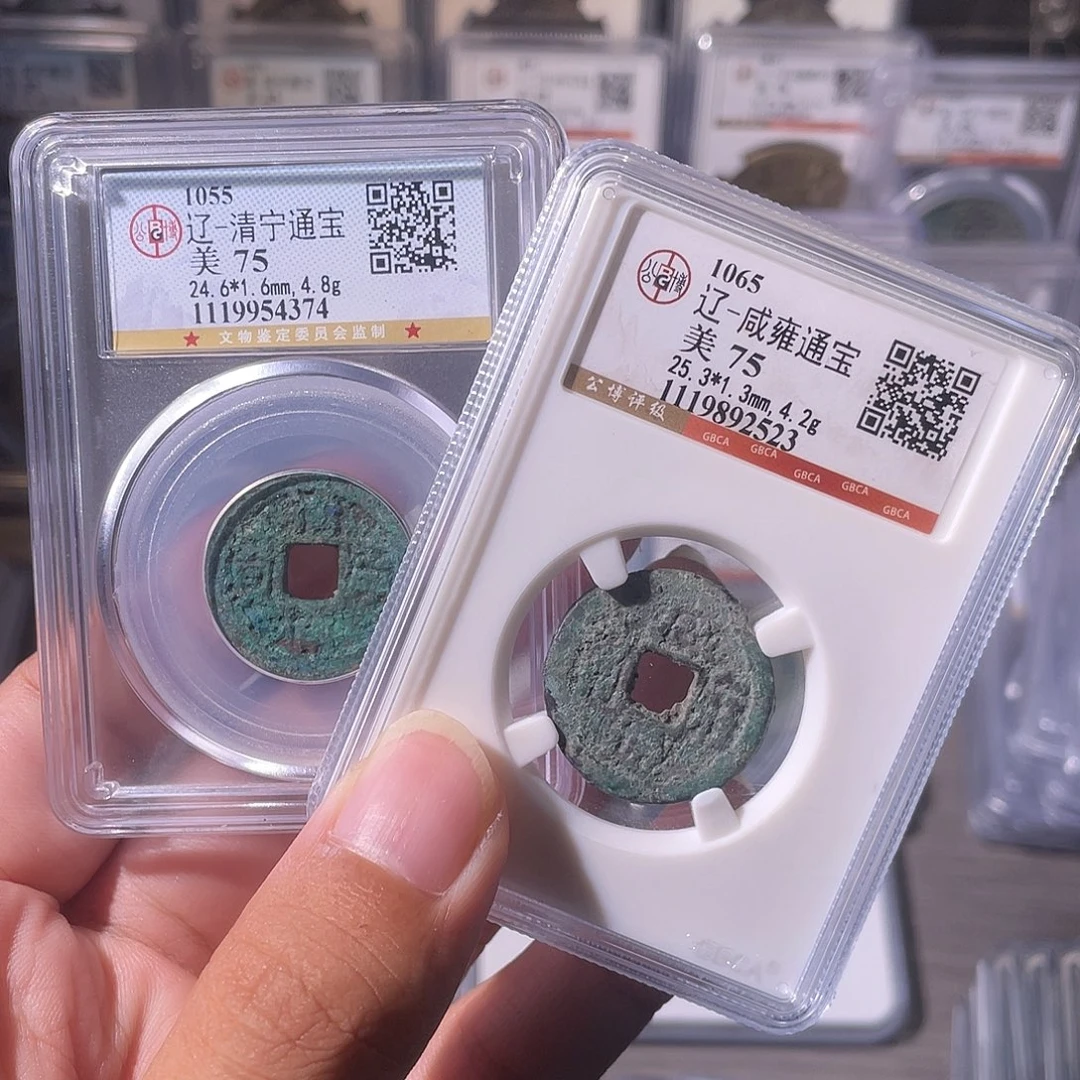 1055
辽-清宁通宝
美 75
24.6*1.6mm, 4.8g
1119954374
★ 文物鉴定委员会监制 ★
公博
1065
辽-咸雍通宝
美 75
25.3*1.3mm, 4.2g
1119892523
公博评级
GBCA GBCA GBCA GBCA GBCA